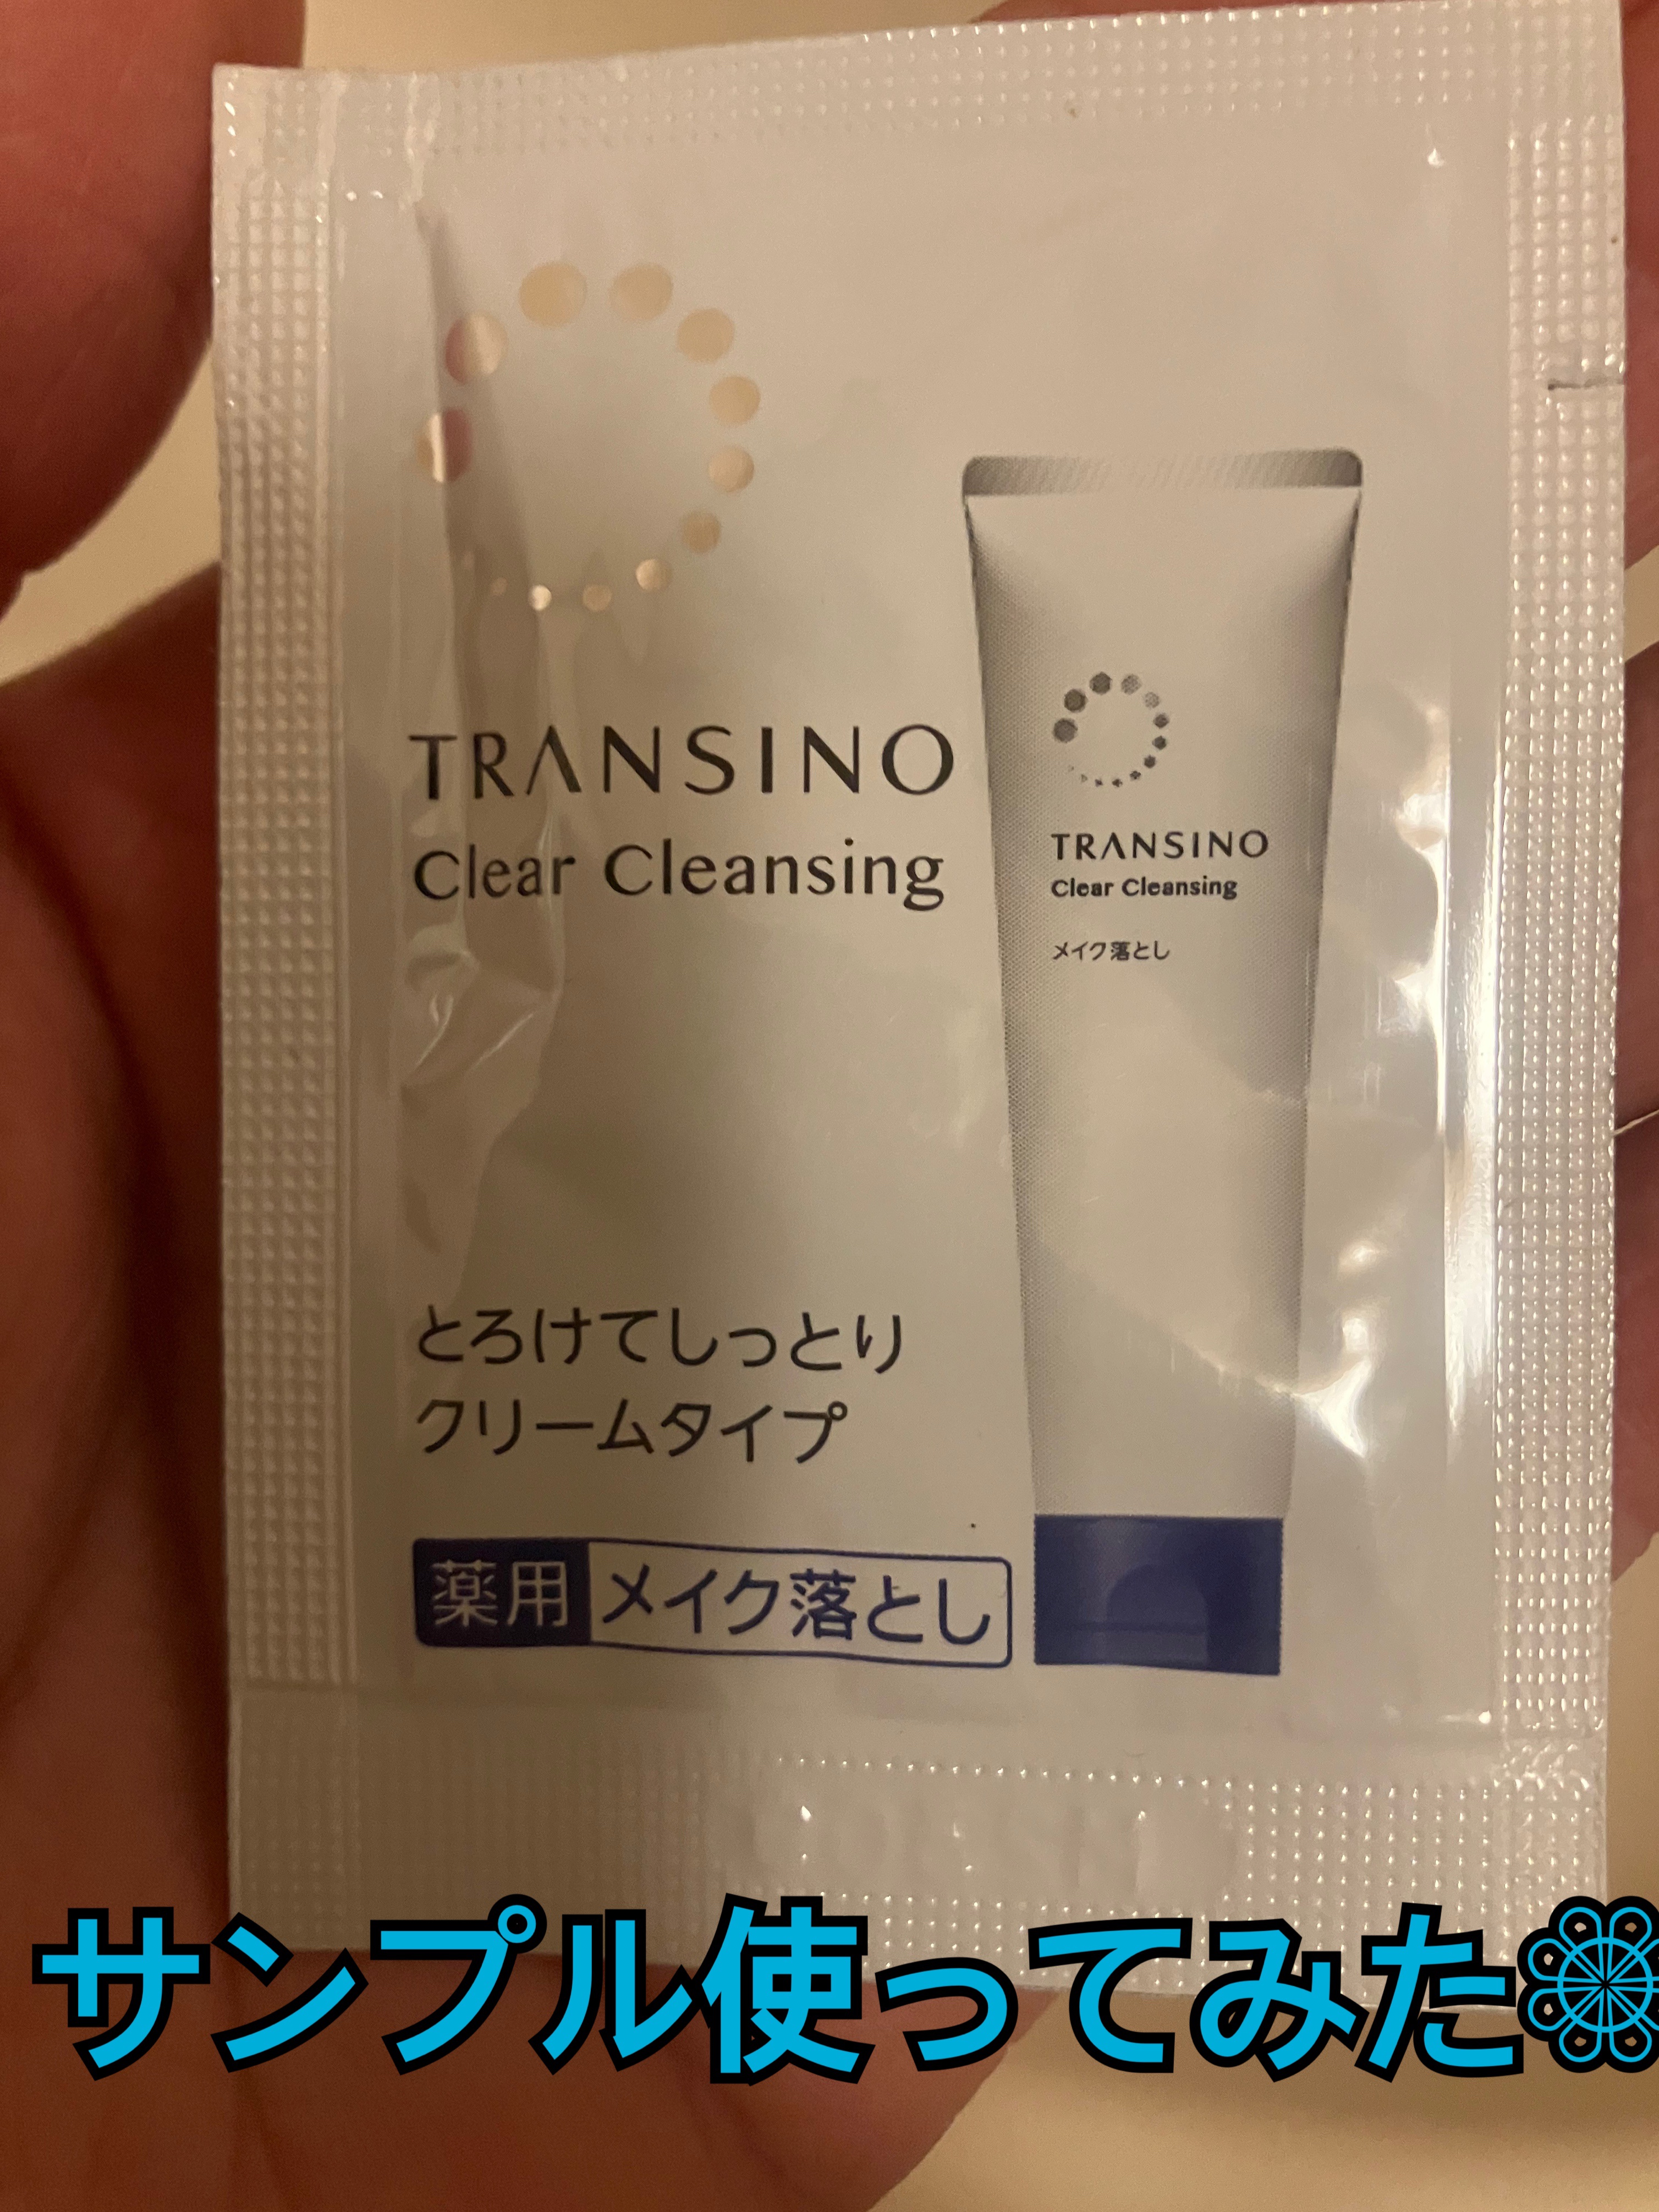 TRANSINO
Clear Cleansing
TRANSINO
Clear Cleansing
メイク落とし
とろけてしっとり
クリームタイプ
薬用 メイク落とし
サンプル使ってみた